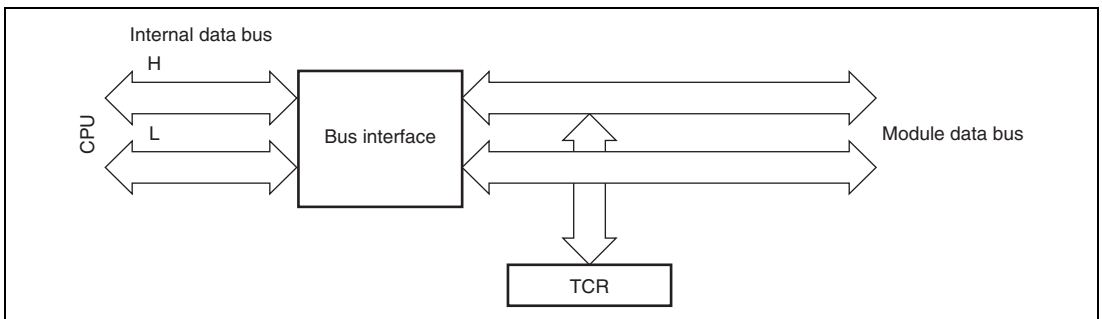 Internal data bus
H
CPU
L
Bus interface
Module data bus
TCR